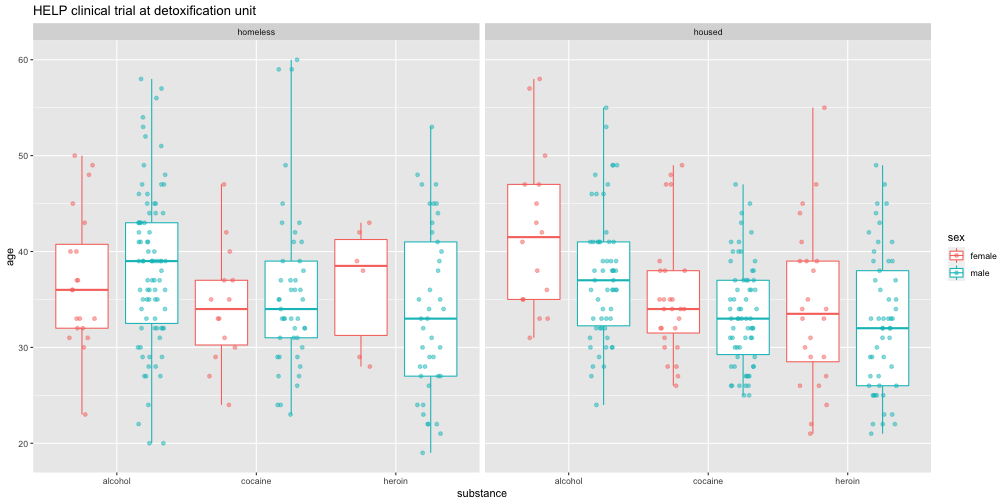 HELP clinical trial at detoxification unit
homeless
housed
60
50
40
30
20
age
alcohol
cocaine
heroin
alcohol
cocaine
heroin
substance
sex
female
male